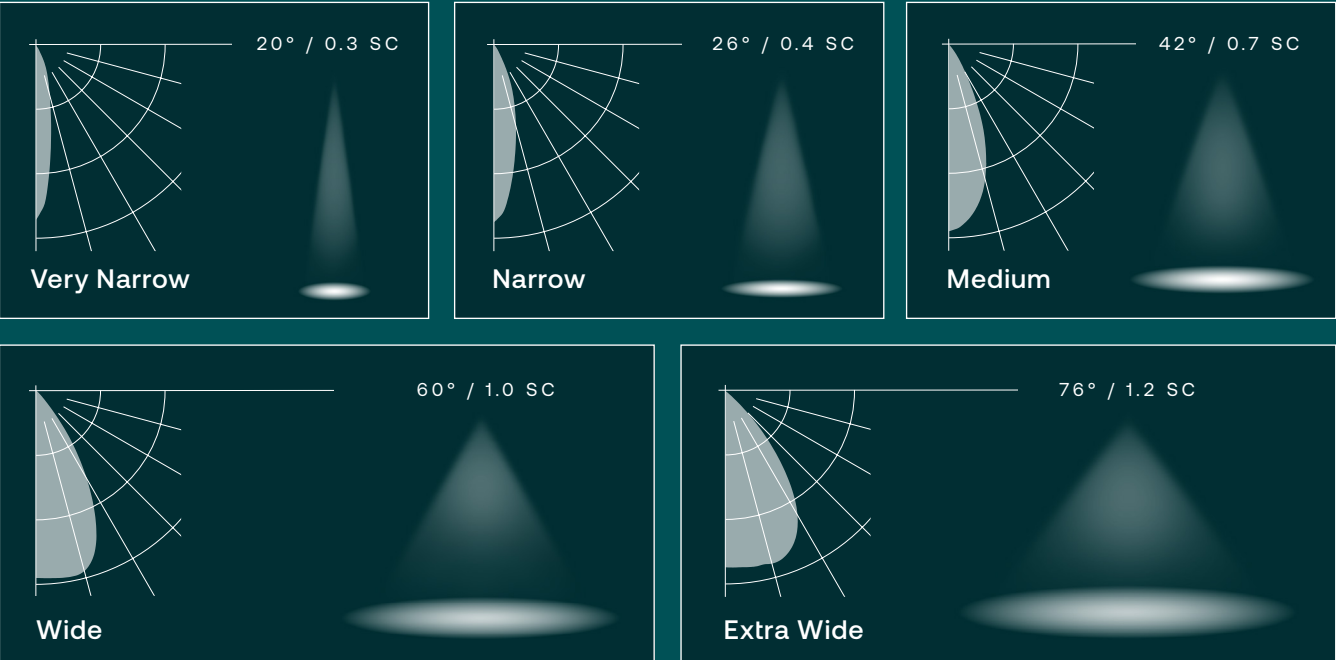 20° / 0.3 SC
Very Narrow
26° / 0.4 SC
Narrow
42° / 0.7 SC
Medium
60° / 1.0 SC
Wide
76° / 1.2 SC
Extra Wide